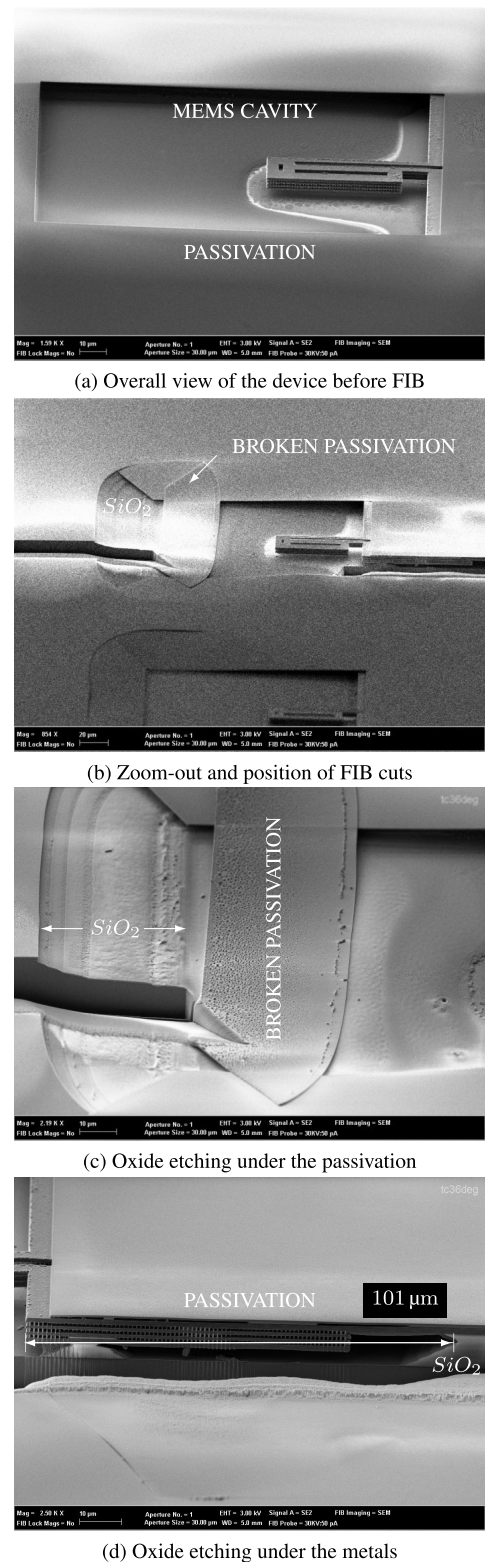 MEMS CAVITY
PASSIVATION
Mag = 1.59 K X 10 µm Aperture No. = 1 EHT = 3.00 kV Signal A = SE2 FIB Imaging = SEM
FIB Lock Mags = No Aperture Size = 30.00 µm WD = 5.0 mm FIB Probe = 30KV:50 pA
(a) Overall view of the device before FIB
BROKEN PASSIVATION
SiO₂
Mag = 854 X 20 µm Aperture No. = 1 EHT = 3.00 kV Signal A = SE2 FIB Imaging = SEM
FIB Lock Mags = No Aperture Size = 30.00 µm WD = 5.0 mm FIB Probe = 30KV:50 pA
(b) Zoom-out and position of FIB cuts
tc36deg
SiO₂
BROKEN PASSIVATION
Mag = 2.19 K X 10 µm Aperture No. = 1 EHT = 3.00 kV Signal A = SE2 FIB Imaging = SEM
FIB Lock Mags = No Aperture Size = 30.00 µm WD = 5.0 mm FIB Probe = 30KV:50 pA
(c) Oxide etching under the passivation
tc36deg
PASSIVATION
101 µm
SiO₂
Mag = 2.50 K X 10 µm Aperture No. = 1 EHT = 3.00 kV Signal A = SE2 FIB Imaging = SEM
FIB Lock Mags = No Aperture Size = 30.00 µm WD = 5.0 mm FIB Probe = 30KV:50 pA
(d) Oxide etching under the metals